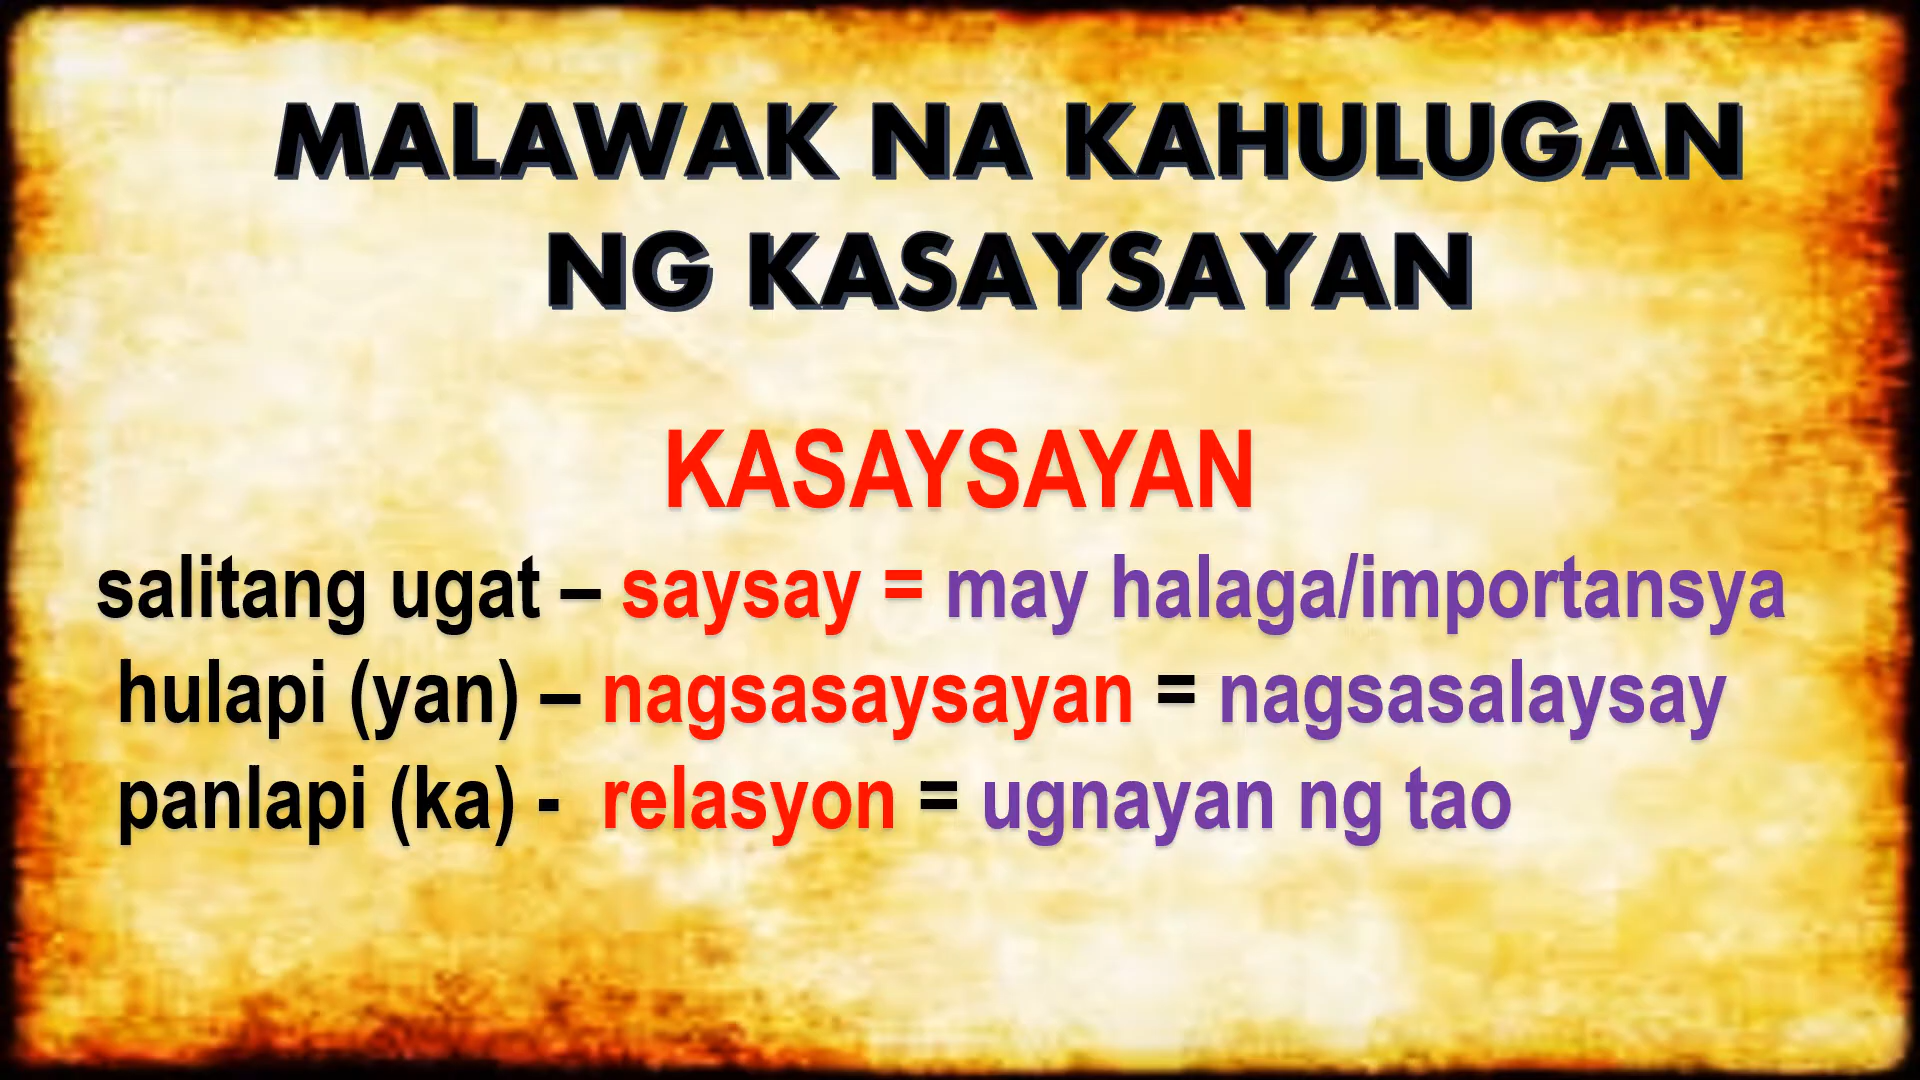 MALAWAK NA KAHULUGAN
NG KASAYSAYAN
KASAYSAYAN
salitang ugat – saysay = may halaga/importansya
hulapi (yan) – nagsasaysayan = nagsasalaysay
panlapi (ka) - relasyon = ugnayan ng tao